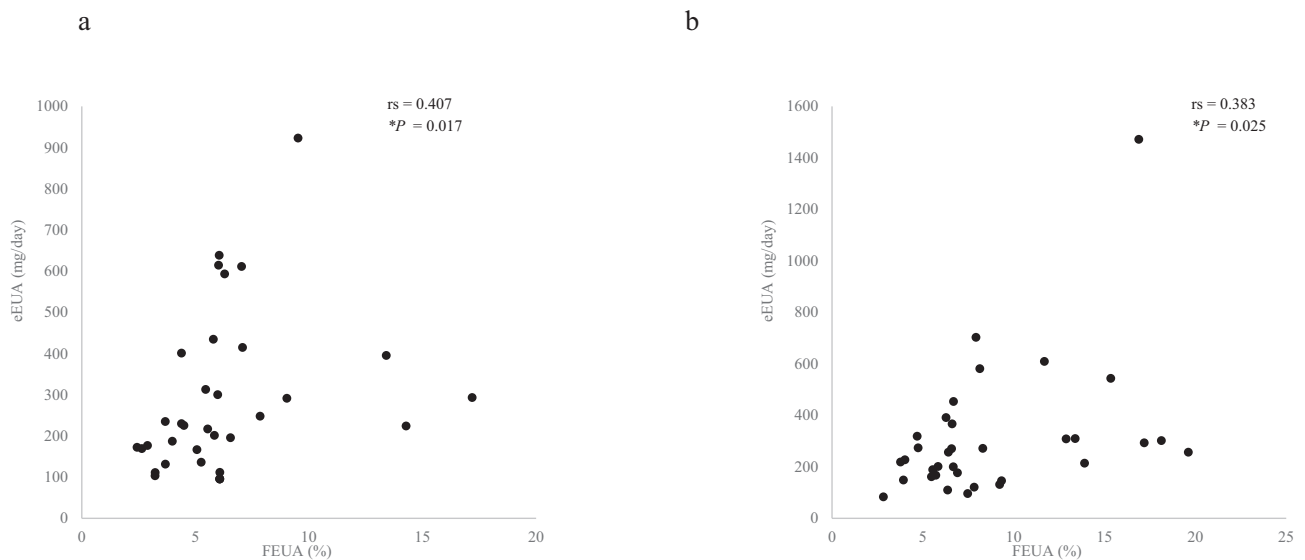 a
rs = 0.407
*P = 0.017
1000
900
800
700
600
500
400
300
200
100
0
eEUA (mg/day)
0 5 10 15 20
FEUA (%)
b
rs = 0.383
*P = 0.025
1600
1400
1200
1000
800
600
400
200
0
eEUA (mg/day)
0 5 10 15 20 25
FEUA (%)